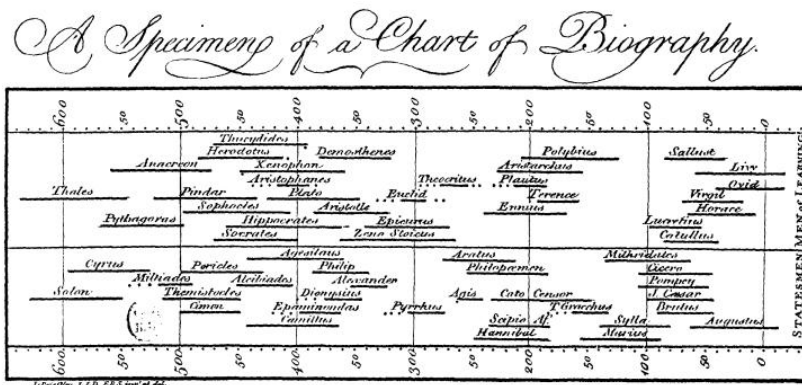 A Specimen of a Chart of Biography.
600 50 500 50 400 50 300 50 200 50 100 50 0
Thucydides
Herodotus Demosthenes Polybius Sallust
Anacreon Xenophon Aristarchus Livy
Aristophanes Theocritus Plautus Ovid
Thales Pindar Plato Euclid Terence Virgil
Sophocles Aristotle Ennius Horace
Pythagoras Hippocrates Epicurus Lucretius
Socrates Zeno Stoicus Catullus
MEN of LEARNING
Agesilaus Aratus Mithridates
Cyrus Pericles Philip Philopœmen Cicero
Miltiades Alcibiades Alexander Pompey
Solon Themistocles Dionysius Agis Cato Censor J. Cæsar
Cimon Epaminondas Pyrrhus T. Gracchus Brutus
Camillus Scipio Af. Sylla Augustus
Hannibal Marius
STATESMEN
600 50 500 50 400 50 300 50 200 50 100 50 0